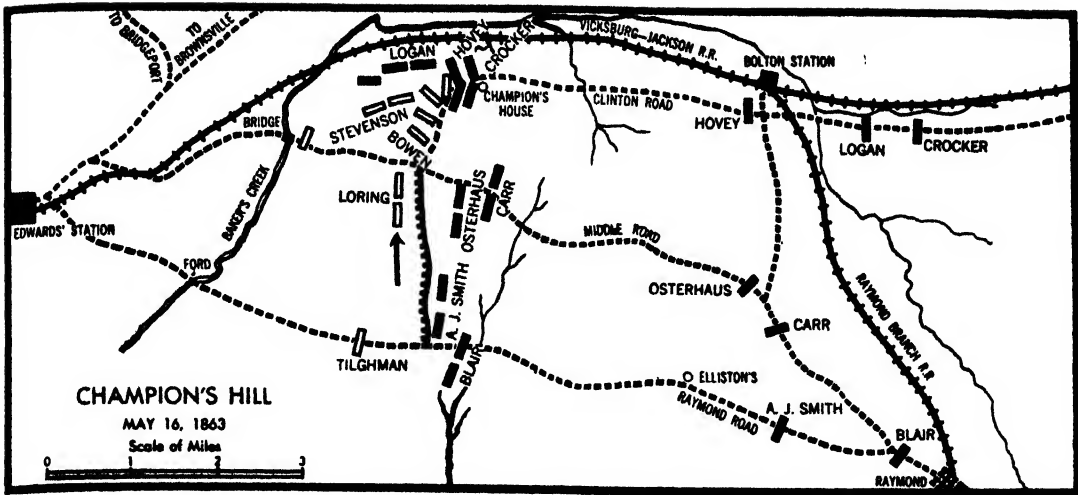 TO BRIDGEPORT
TO BROWNSVILLE
LOGAN
HOVEY
CROCKER
VICKSBURG-JACKSON R.R.
BOLTON STATION
CHAMPION'S
HOUSE
CLINTON ROAD
HOVEY
LOGAN
CROCKER
STEVENSON
BOWEN
BRIDGE
BAKER'S CREEK
LORING
OSTERHAUS
CARR
MIDDLE ROAD
EDWARDS' STATION
FORD
A. J. SMITH
OSTERHAUS
CARR
RAYMOND BRANCH R.R.
TILGHMAN
BLAIR
ELLISTON'S
RAYMOND ROAD
A. J. SMITH
BLAIR
RAYMOND
CHAMPION'S HILL
MAY 16, 1863
Scale of Miles
0 1 2 3